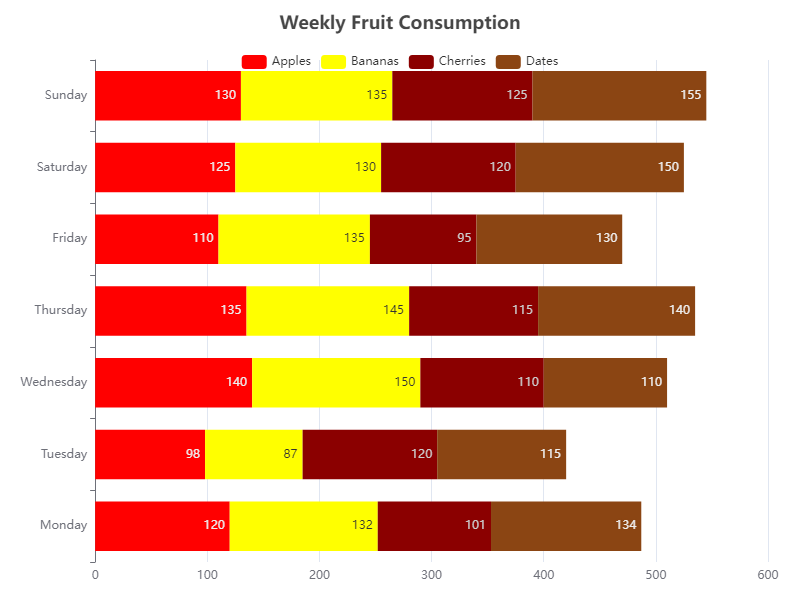 Weekly Fruit Consumption
Apples Bananas Cherries Dates
Sunday 130 135 125 155
Saturday 125 130 120 150
Friday 110 135 95 130
Thursday 135 145 115 140
Wednesday 140 150 110 110
Tuesday 98 87 120 115
Monday 120 132 101 134
0 100 200 300 400 500 600